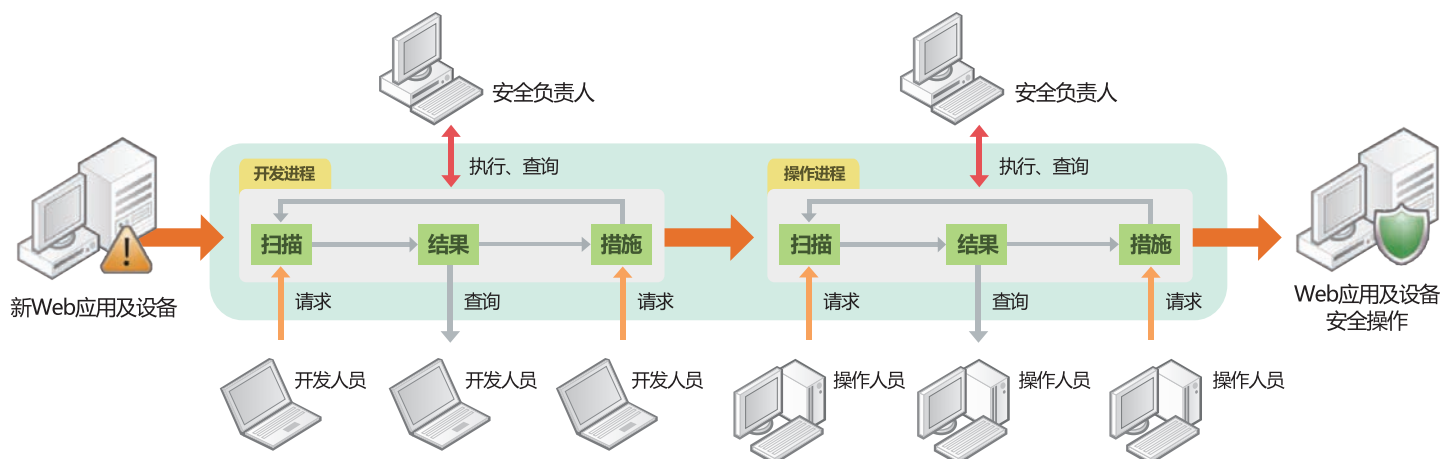 安全负责人
安全负责人
开发进程
执行、查询
操作进程
执行、查询
扫描
结果
措施
扫描
结果
措施
新Web应用及设备
请求
查询
请求
请求
查询
请求
Web应用及设备
安全操作
开发人员
开发人员
开发人员
操作人员
操作人员
操作人员